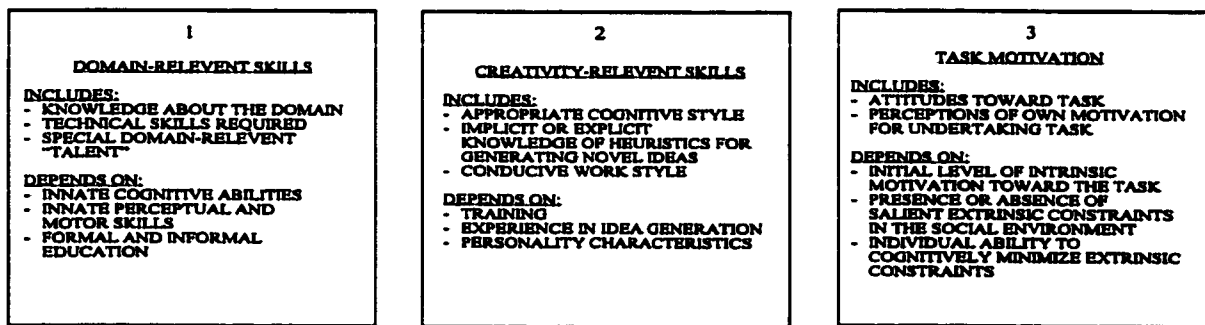 1
DOMAIN-RELEVENT SKILLS
INCLUDES:
- KNOWLEDGE ABOUT THE DOMAIN
- TECHNICAL SKILLS REQUIRED
- SPECIAL DOMAIN-RELEVENT
"TALENT"
DEPENDS ON:
- INNATE COGNITIVE ABILITIES
- INNATE PERCEPTUAL AND
MOTOR SKILLS
- FORMAL AND INFORMAL
EDUCATION
2
CREATIVITY-RELEVENT SKILLS
INCLUDES:
- APPROPRIATE COGNITIVE STYLE
- IMPLICIT OR EXPLICIT
KNOWLEDGE OF HEURISTICS FOR
GENERATING NOVEL IDEAS
- CONDUCIVE WORK STYLE
DEPENDS ON:
- TRAINING
- EXPERIENCE IN IDEA GENERATION
- PERSONALITY CHARACTERISTICS
3
TASK MOTIVATION
INCLUDES:
- ATTITUDES TOWARD TASK
- PERCEPTIONS OF OWN MOTIVATION
FOR UNDERTAKING TASK
DEPENDS ON:
- INITIAL LEVEL OF INTRINSIC
MOTIVATION TOWARD THE TASK
- PRESENCE OR ABSENCE OF
SALIENT EXTRINSIC CONSTRAINTS
IN THE SOCIAL ENVIRONMENT
- INDIVIDUAL ABILITY TO
COGNITIVELY MINIMIZE EXTRINSIC
CONSTRAINTS